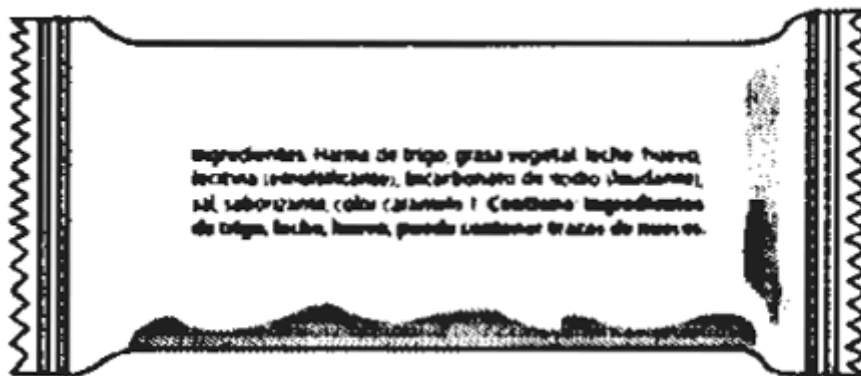 Ingredientes: Harina de trigo, grasa vegetal, leche, huevo,
lecitina (emulsificante), bicarbonato de sodio (leudante),
sal, saborizante, color caramelo I. Contiene: Ingredientes
de trigo, leche, huevo, puede contener trazas de nueces.